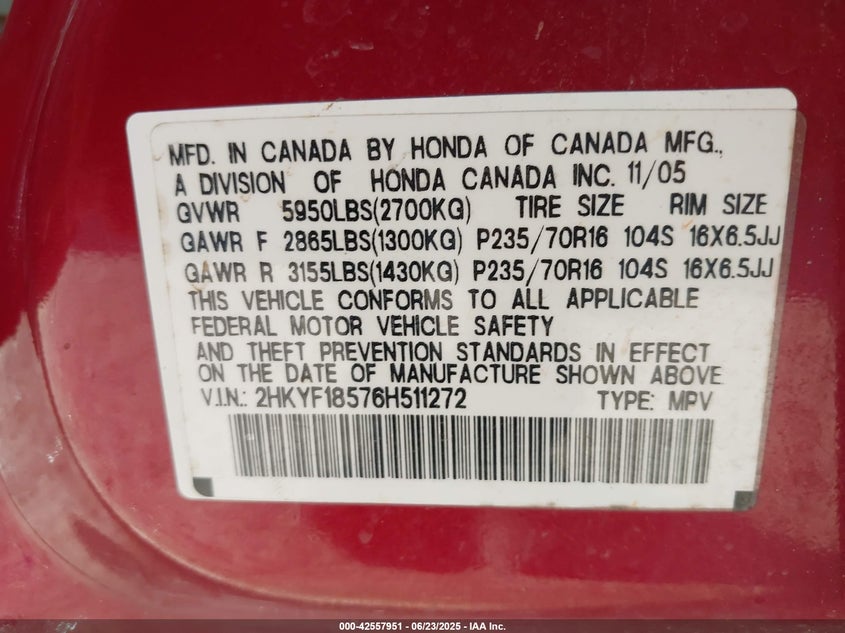 MFD. IN CANADA BY HONDA OF CANADA MFG.,
A DIVISION OF HONDA CANADA INC. 11/05
GVWR 5950LBS(2700KG) TIRE SIZE RIM SIZE
GAWR F 2865LBS(1300KG) P235/70R16 104S 16X6.5JJ
GAWR R 3155LBS(1430KG) P235/70R16 104S 16X6.5JJ
THIS VEHICLE CONFORMS TO ALL APPLICABLE
FEDERAL MOTOR VEHICLE SAFETY
AND THEFT PREVENTION STANDARDS IN EFFECT
ON THE DATE OF MANUFACTURE SHOWN ABOVE
V.I.N.: 2HKYF18576H511272 TYPE: MPV
000-42557951 - 06/23/2025 - IAA Inc.